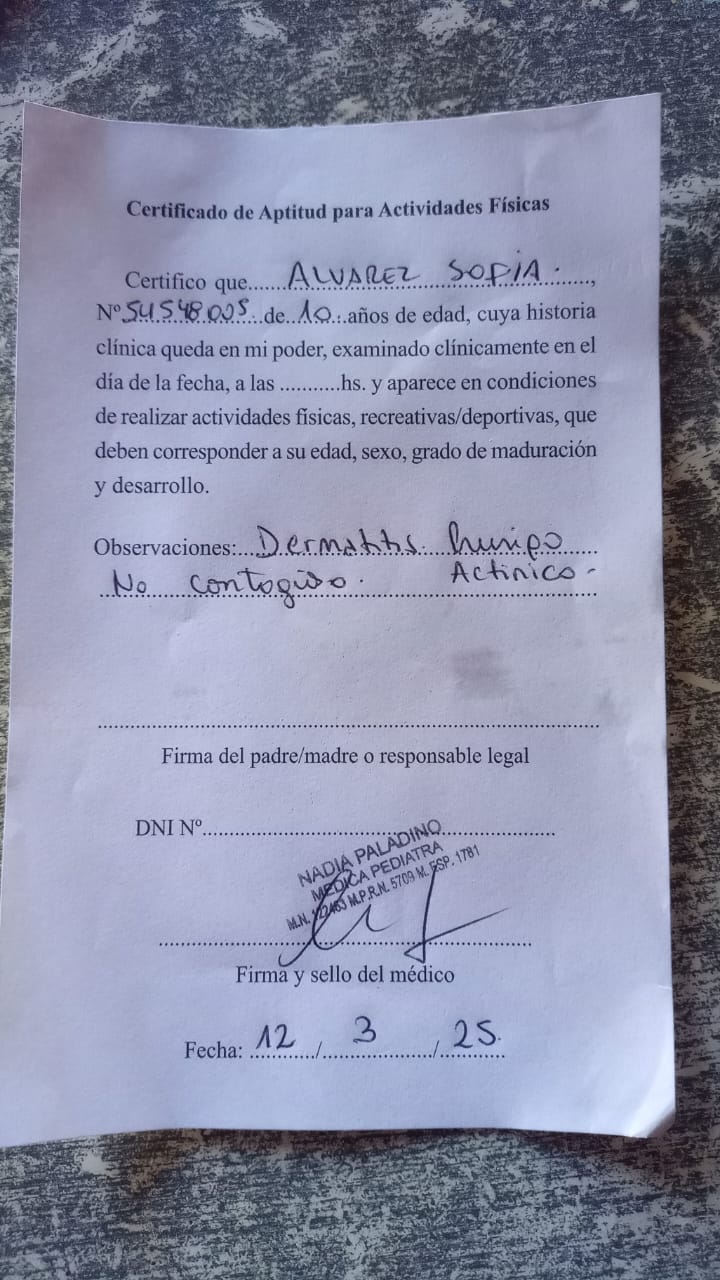 Certificado de Aptitud para Actividades Físicas
Certifico que......ALVAREZ SOFIA.......,
Nº54.548.005..de..10..años de edad, cuya historia
clínica queda en mi poder, examinado clínicamente en el
día de la fecha, a las ...........hs. y aparece en condiciones
de realizar actividades físicas, recreativas/deportivas, que
deben corresponder a su edad, sexo, grado de maduración
y desarrollo.
Observaciones:...Dermatitis
No contagioso. Actinico-
Firma del padre/madre o responsable legal
DNI Nº
NADIA PALADINO
MEDICA PEDIATRA
M.N. M.P.R.N. 5709 M. ESP. 1781
Firma y sello del médico
Fecha: 12 / 3 / 25